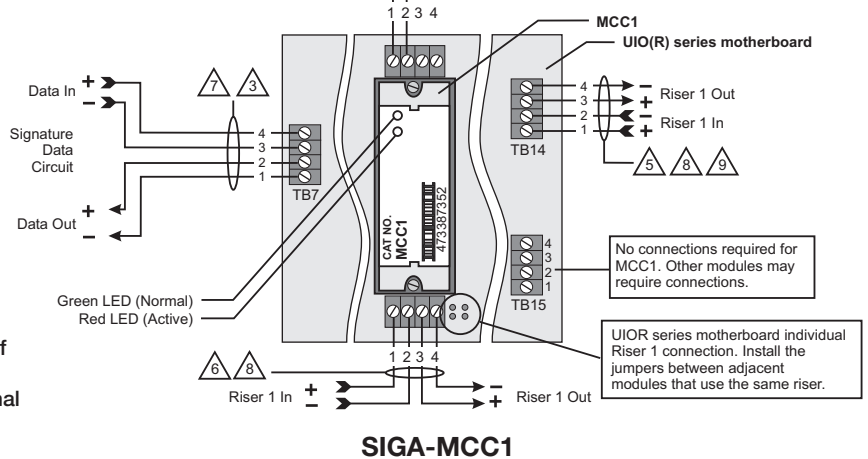 1 2 3 4
MCC1
UIO(R) series motherboard
Data In
+
–
7
3
Signature
Data
Circuit
4
3
2
1
TB7
Data Out
+
–
CAT NO.
MCC1
473387352
4
3
2
1
TB14
–
+
Riser 1 Out
–
+
Riser 1 In
5
8
9
4
3
2
1
TB15
No connections required for
MCC1. Other modules may
require connections.
Green LED (Normal)
Red LED (Active)
UIOR series motherboard individual
Riser 1 connection. Install the
jumpers between adjacent
modules that use the same riser.
f
nal
6
8
1 2 3 4
Riser 1 In
+
–
–
+
Riser 1 Out
SIGA-MCC1